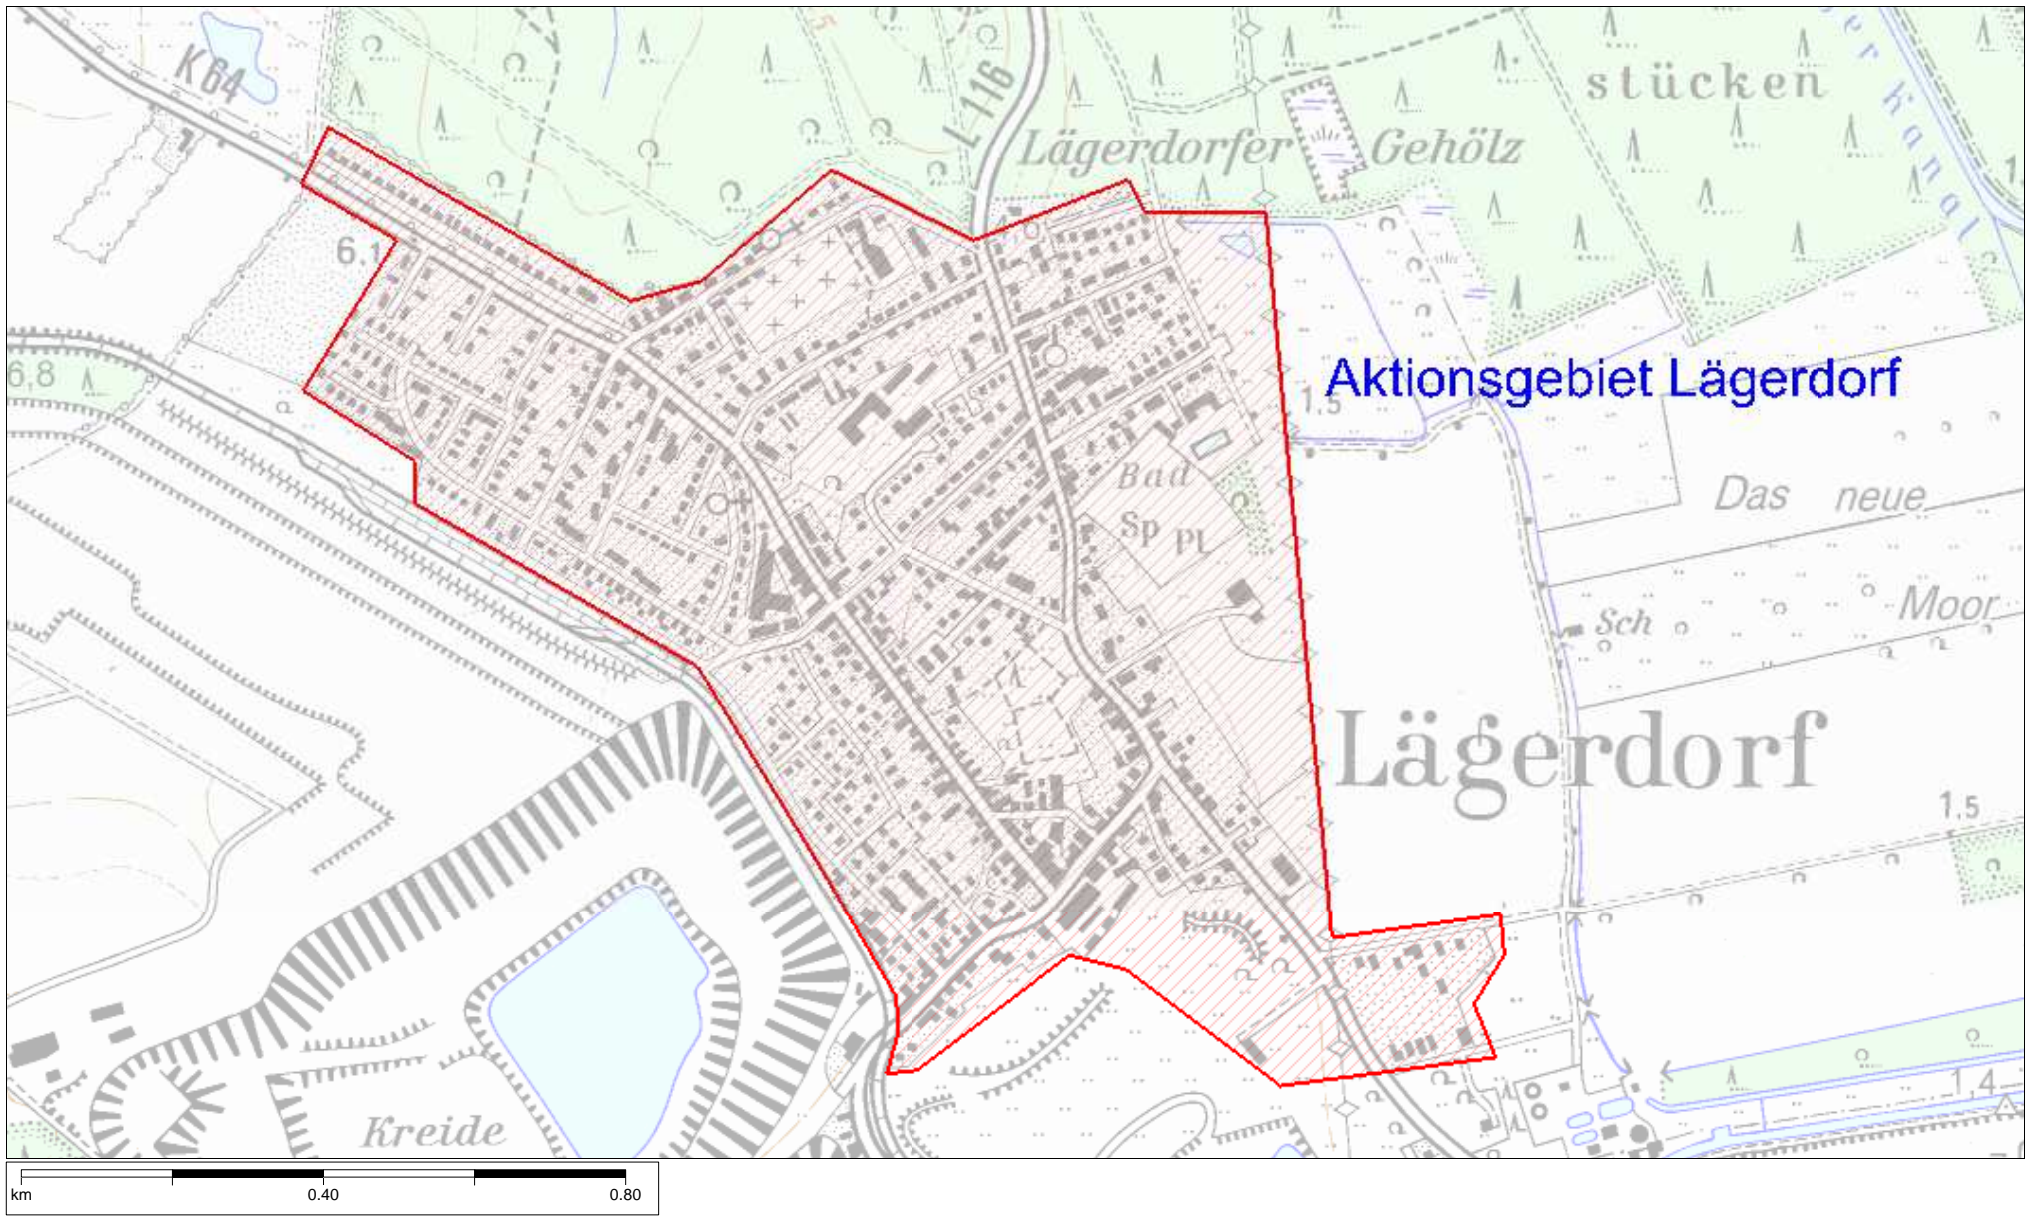 K 64
L 116
stücken
Lägerdorfer Gehölz
6,1
6,8
Aktionsgebiet Lägerdorf
1,5
Bad
Sp Pl
Das neue
Moor
Sch
Lägerdorf
1,5
Kreide
1,4
km 0.40 0.80